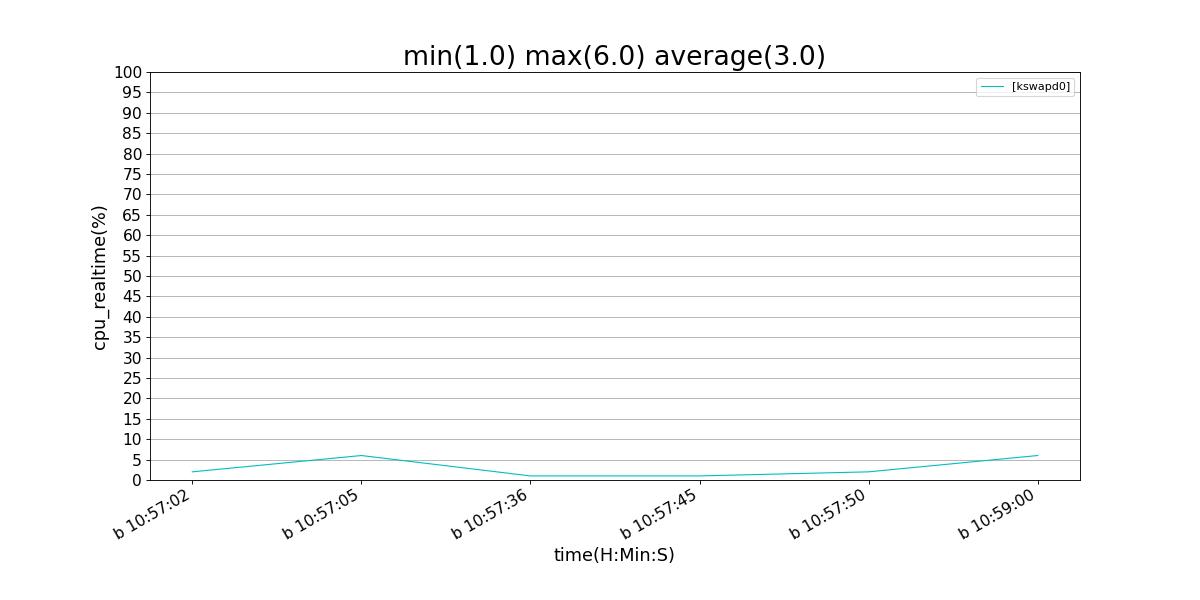 min(1.0) max(6.0) average(3.0)
[kswapd0]
100
95
90
85
80
75
70
65
60
55
50
45
40
35
30
25
20
15
10
5
0
cpu_realtime(%)
b 10:57:02
b 10:57:05
b 10:57:36
b 10:57:45
b 10:57:50
b 10:59:00
time(H:Min:S)